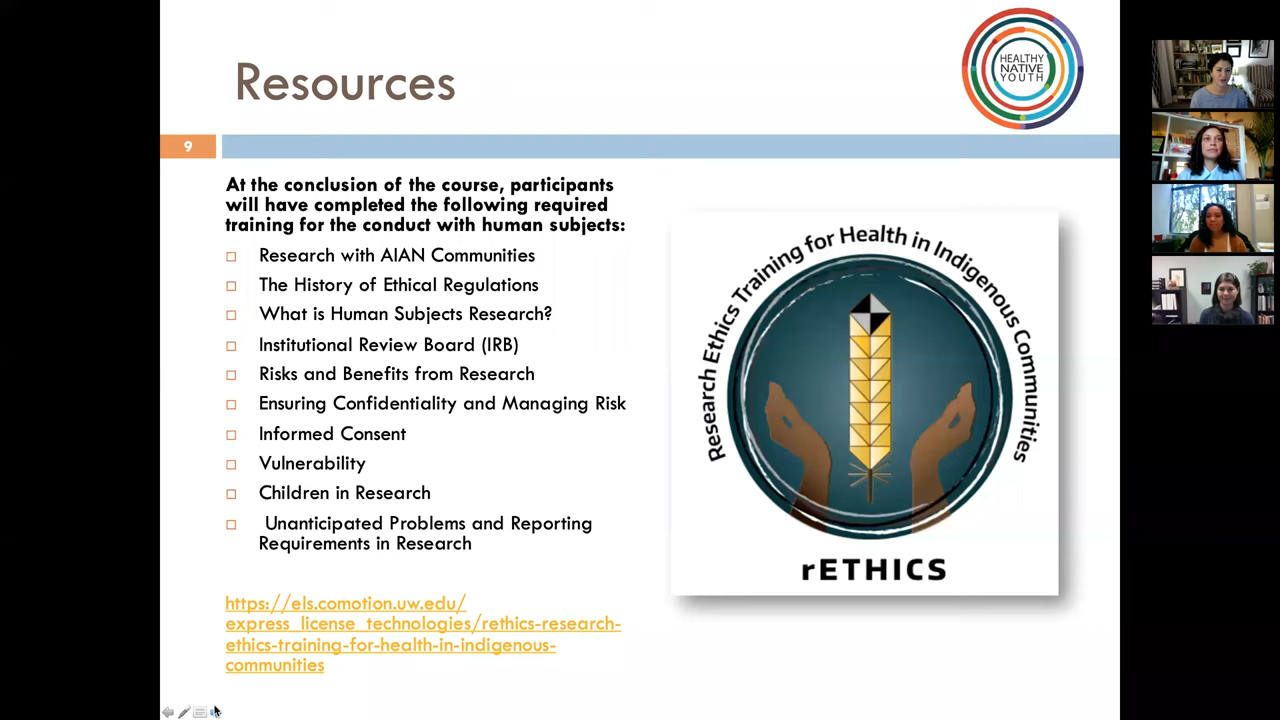 Resources
HEALTHY
NATIVE
YOUTH
9
At the conclusion of the course, participants
will have completed the following required
training for the conduct with human subjects:
Research with AIAN Communities
The History of Ethical Regulations
What is Human Subjects Research?
Institutional Review Board (IRB)
Risks and Benefits from Research
Ensuring Confidentiality and Managing Risk
Informed Consent
Vulnerability
Children in Research
Unanticipated Problems and Reporting
Requirements in Research
https://els.comotion.uw.edu/
express_license_technologies/rethics-research-
ethics-training-for-health-in-indigenous-
communities
Research Ethics Training for Health in Indigenous Communities
rETHICS